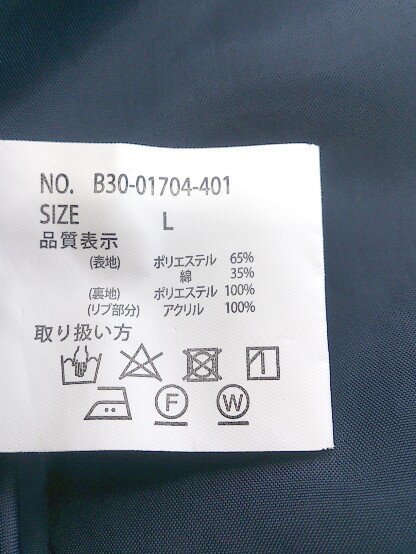 NO. B30-01704-401
SIZE L
品質表示
(表地) ポリエステル 65%
綿 35%
(裏地) ポリエステル 100%
(リブ部分) アクリル 100%
取り扱い方
F W